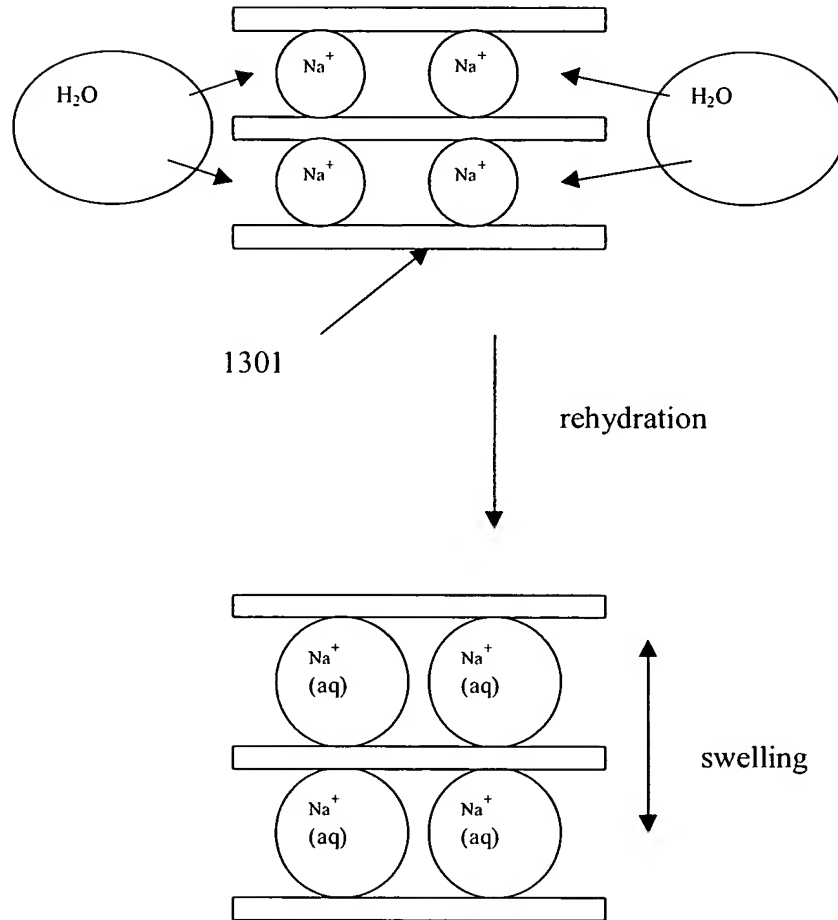 Na⁺ Na⁺
H₂O H₂O
Na⁺ Na⁺
1301
rehydration
Na⁺ Na⁺
(aq) (aq)
swelling
Na⁺ Na⁺
(aq) (aq)